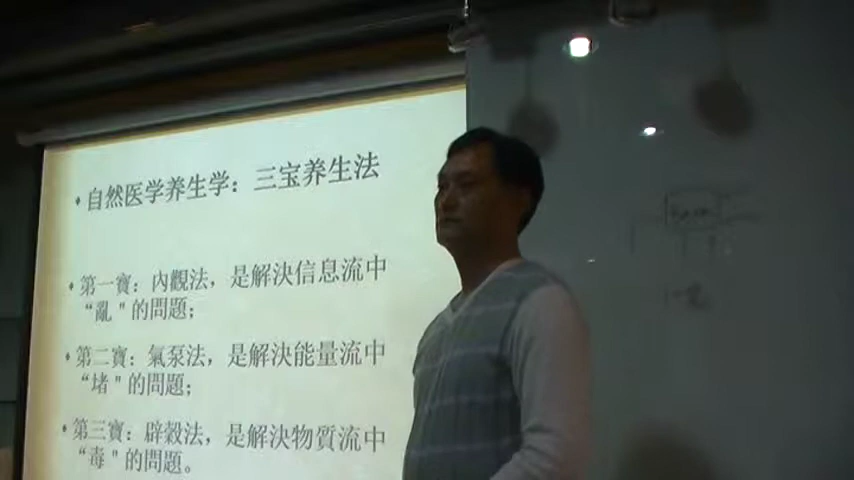 •自然医学养生学：三宝养生法
•第一寶：內觀法，是解決信息流中
“亂"的問題；
•第二寶：氣泵法，是解決能量流中
“堵"的問題；
•第三寶：辟穀法，是解決物質流中
“毒"的問題。